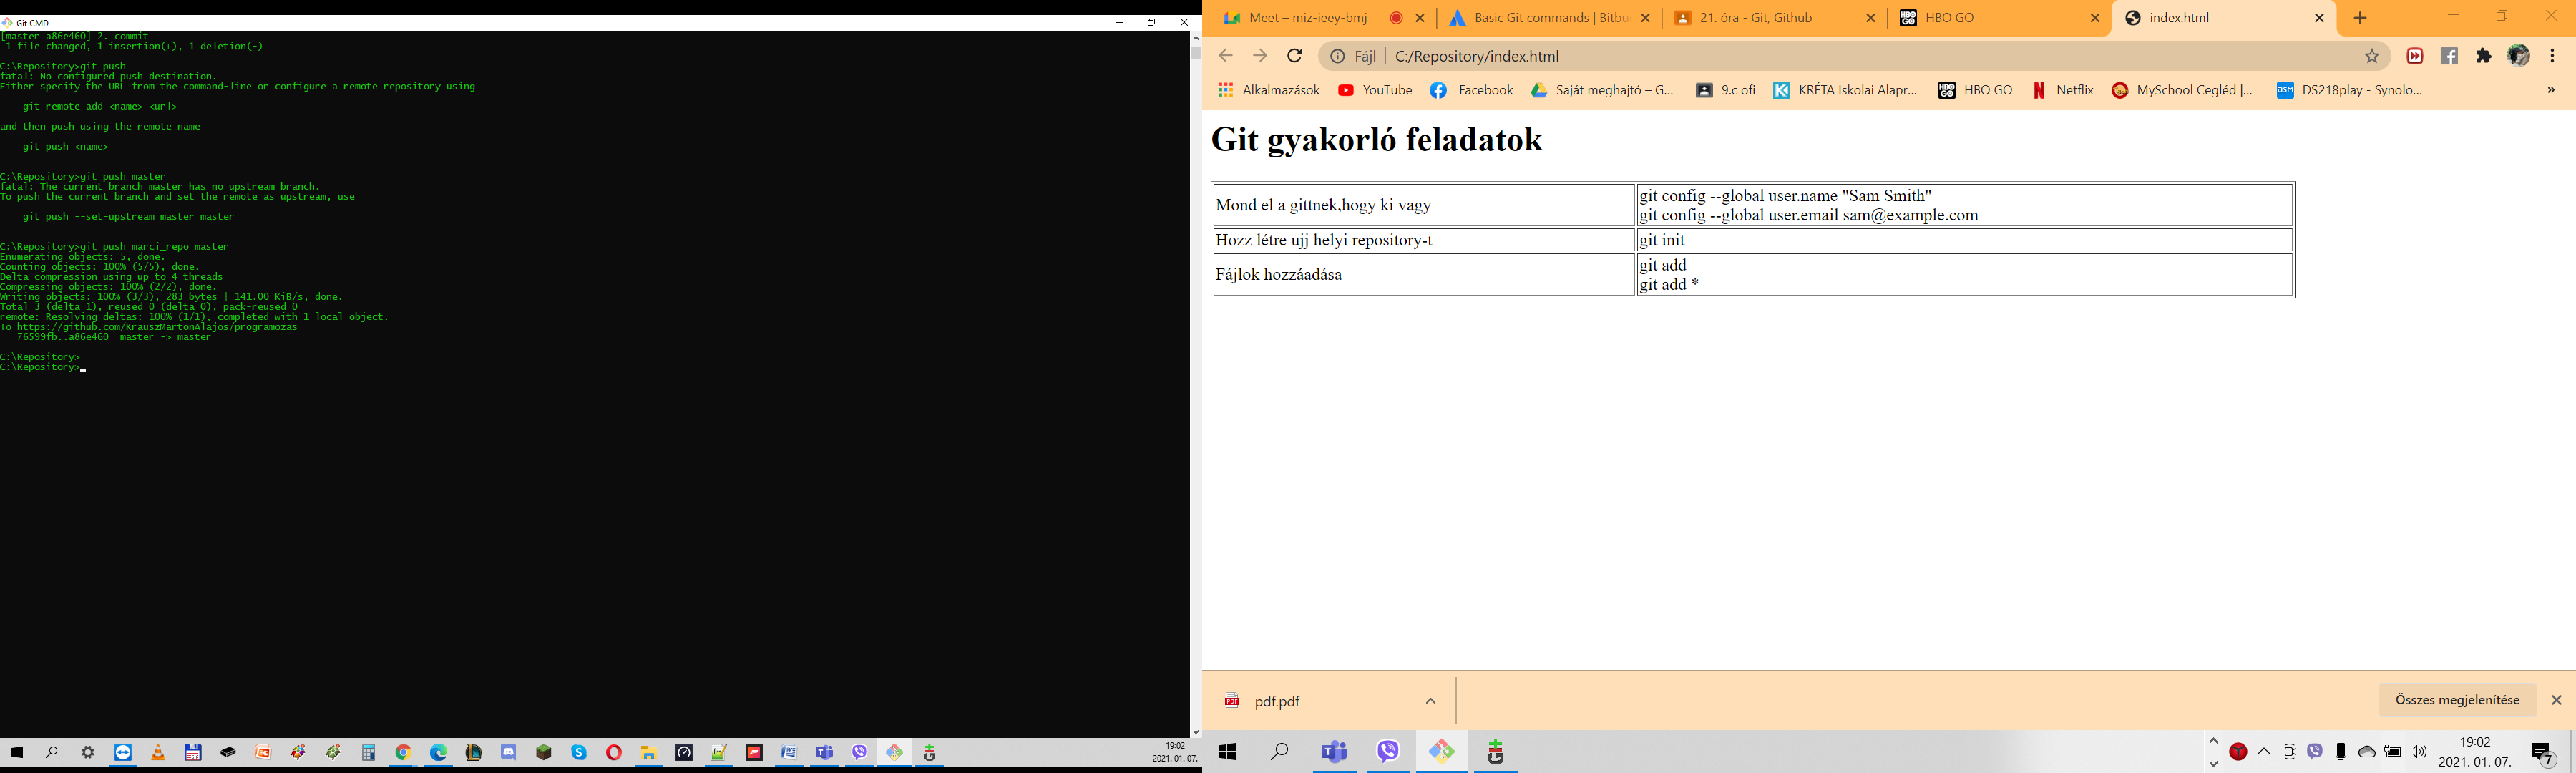 Git CMD
[master a86e460] 2. commit
1 file changed, 1 insertion(+), 1 deletion(-)
C:\Repository>git push
fatal: No configured push destination.
Either specify the URL from the command-line or configure a remote repository using
git remote add <name> <url>
and then push using the remote name
git push <name>
C:\Repository>git push master
fatal: The current branch master has no upstream branch.
To push the current branch and set the remote as upstream, use
git push --set-upstream master master
C:\Repository>git push marci_repo master
Enumerating objects: 5, done.
Counting objects: 100% (5/5), done.
Delta compression using up to 4 threads
Compressing objects: 100% (2/2), done.
Writing objects: 100% (3/3), 283 bytes | 141.00 KiB/s, done.
Total 3 (delta 1), reused 0 (delta 0), pack-reused 0
remote: Resolving deltas: 100% (1/1), completed with 1 local object.
To https://github.com/KrauszMartonAlajos/programozas
76599fb..a86e460  master -> master
C:\Repository>
C:\Repository>
19:02
2021. 01. 07.
Meet – miz-ieey-bmj
Basic Git commands | Bitbu
21. óra - Git, Github
HBO GO
index.html
Fájl | C:/Repository/index.html
Alkalmazások YouTube Facebook Saját meghajtó – G... 9.c ofi KRÉTA Iskolai Alapr... HBO GO Netflix MySchool Cegléd |... DS218play - Synolo... »
Git gyakorló feladatok
Mond el a gittnek,hogy ki vagy
git config --global user.name "Sam Smith"
git config --global user.email sam@example.com
Hozz létre ujj helyi repository-t
git init
Fájlok hozzáadása
git add
git add *
pdf.pdf
Összes megjelenítése
19:02
2021. 01. 07.
7